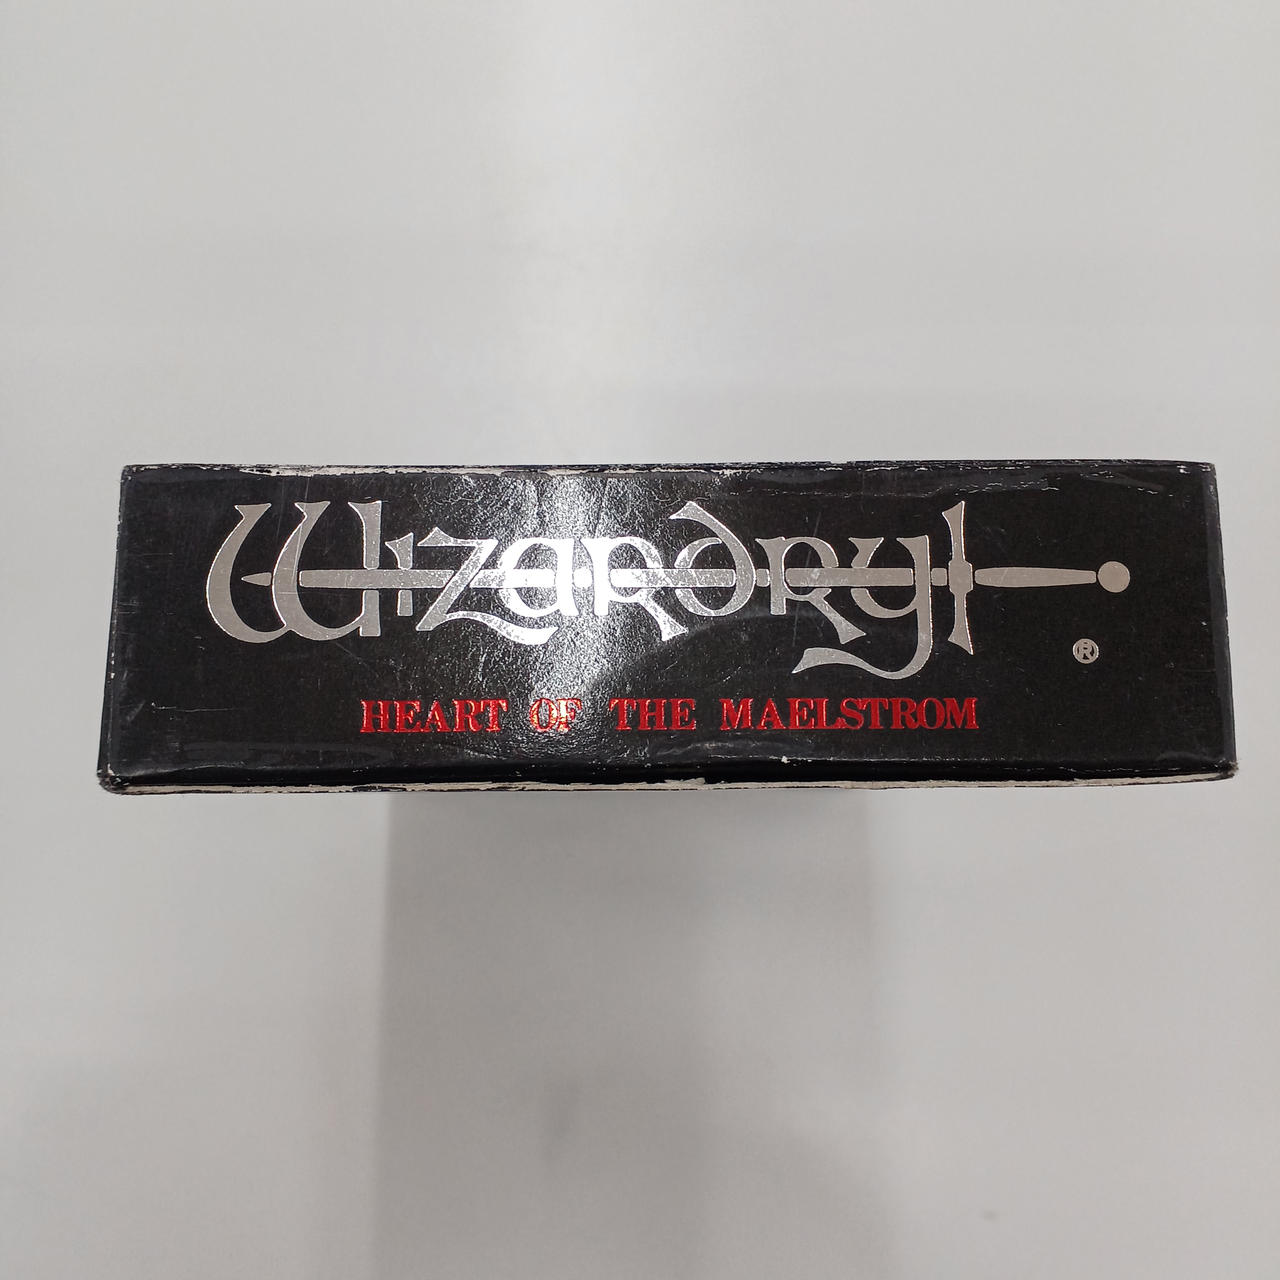 Wizardry
®
HEART OF THE MAELSTROM